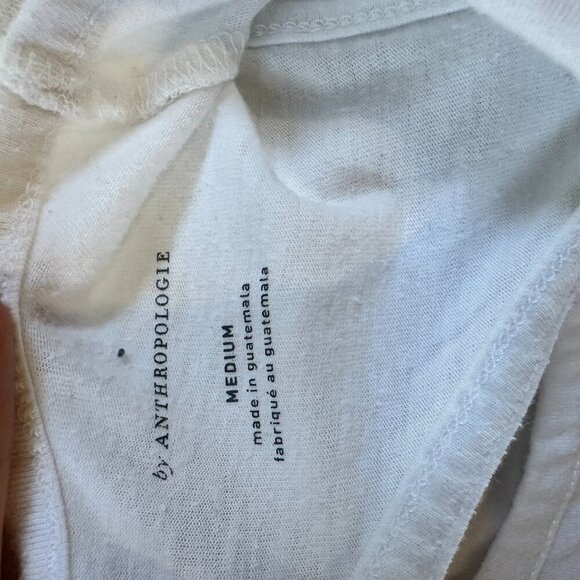 by ANTHROPOLOGIE
MEDIUM
made in guatemala
fabriqué au guatemala